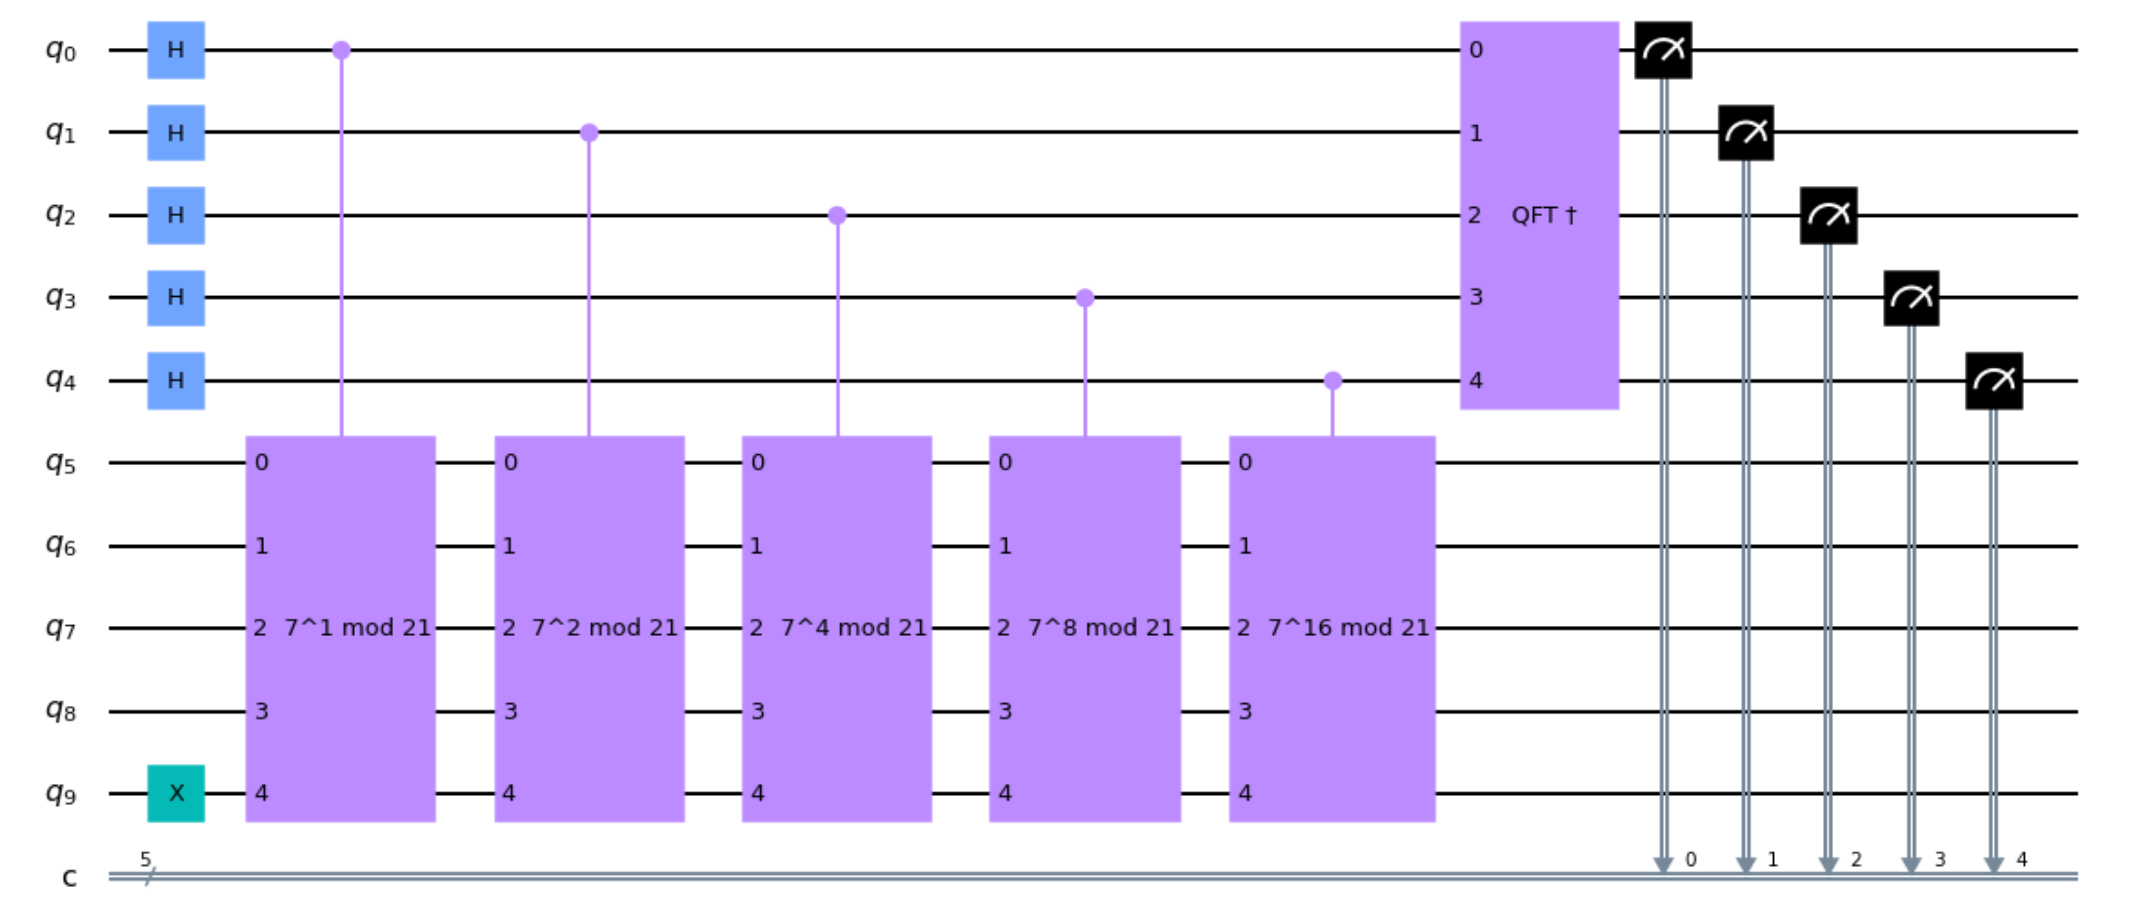 q0 H 0
q1 H 1
q2 H 2 QFT †
q3 H 3
q4 H 4
q5 0 0 0 0 0
q6 1 1 1 1 1
q7 2 7^1 mod 21 2 7^2 mod 21 2 7^4 mod 21 2 7^8 mod 21 2 7^16 mod 21
q8 3 3 3 3 3
q9 X 4 4 4 4 4
5 0 1 2 3 4
c